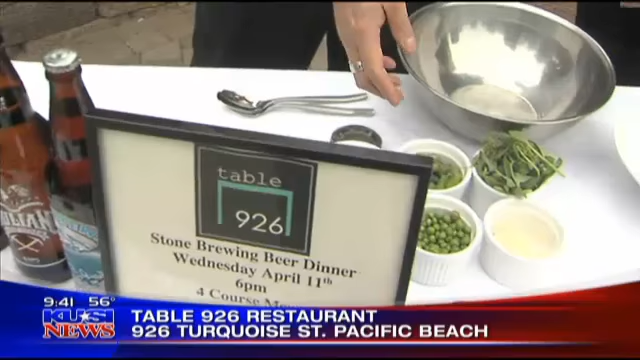 table
926
Stone Brewing Beer Dinner
Wednesday April 11th
6pm
4 Course
9:41 56°
KUSI
NEWS
TABLE 926 RESTAURANT
926 TURQUOISE ST. PACIFIC BEACH